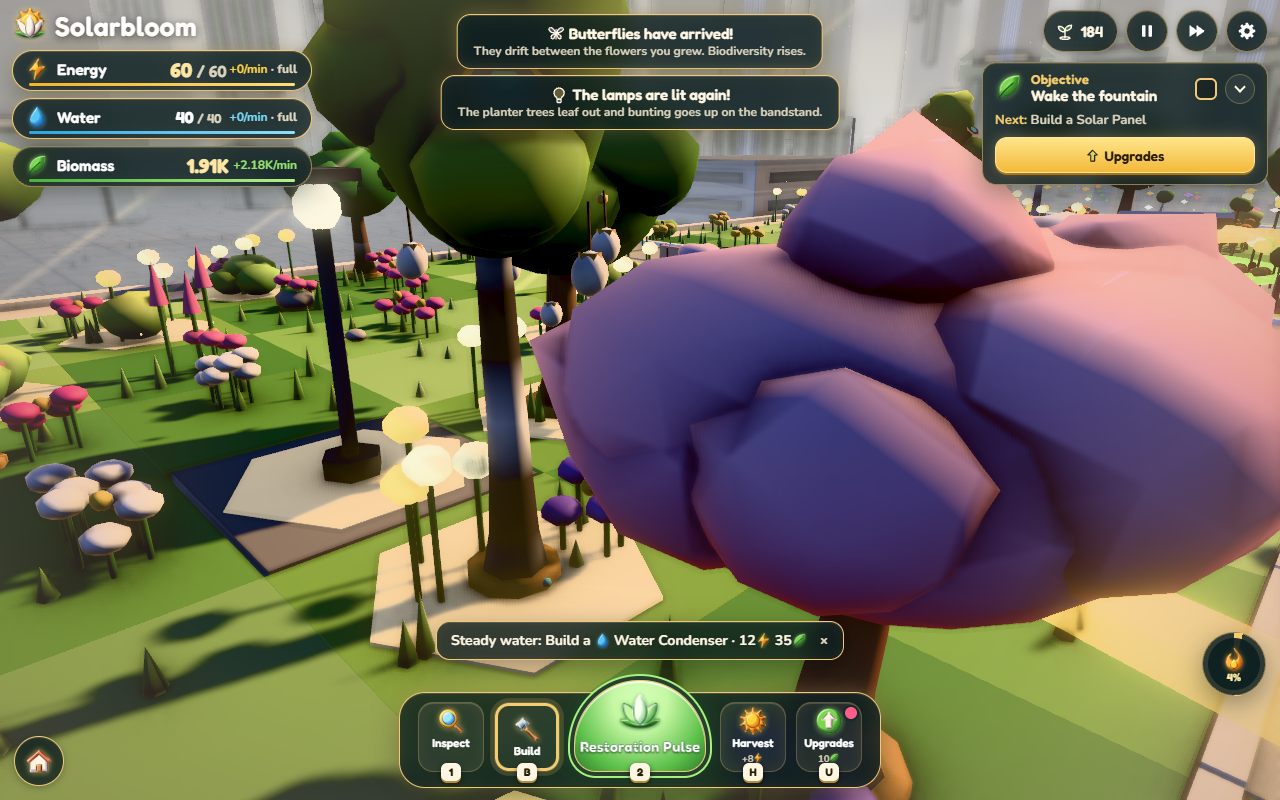 Solarbloom
Energy 60 / 60 +0/min · full
Water 40 / 40 +0/min · full
Biomass 1.91K +2.18K/min
Butterflies have arrived!
They drift between the flowers you grew. Biodiversity rises.
The lamps are lit again!
The planter trees leaf out and bunting goes up on the bandstand.
184
Objective
Wake the fountain
Next: Build a Solar Panel
Upgrades
Steady water: Build a Water Condenser · 12 35 ×
4%
Inspect
1
Build
B
Restoration Pulse
2
Harvest
+8
H
Upgrades
10
U